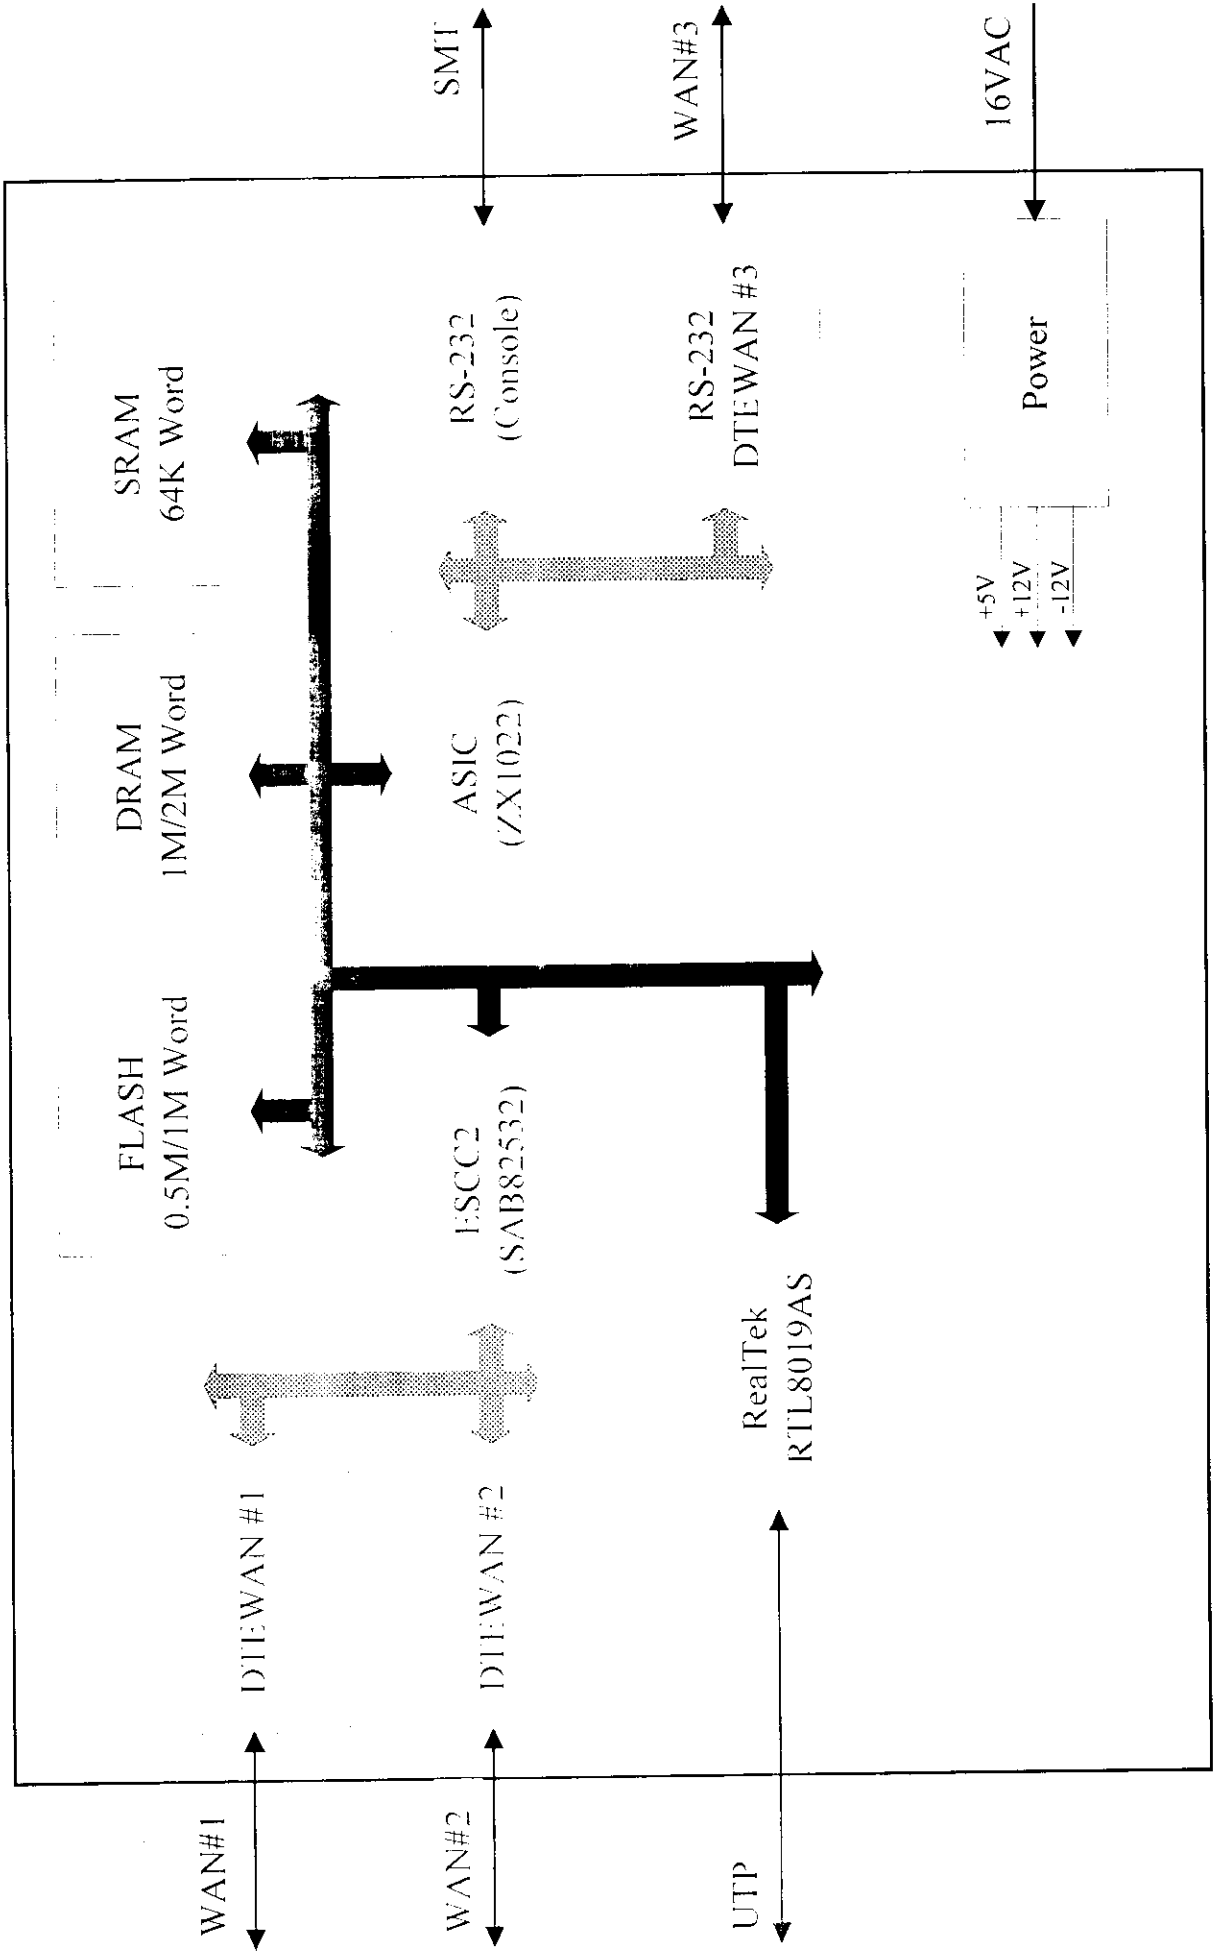 FLASH
0.5M/1M Word
DRAM
1M/2M Word
SRAM
64K Word
WAN#1
DTEWAN #1
WAN#2
DTEWAN #2
ESCC2
(SAB82532)
ASIC
(ZX1022)
RS-232
(Console)
SMT
UTP
RealTek
RTL8019AS
RS-232
DTEWAN #3
WAN#3
+5V
+12V
-12V
Power
16VAC